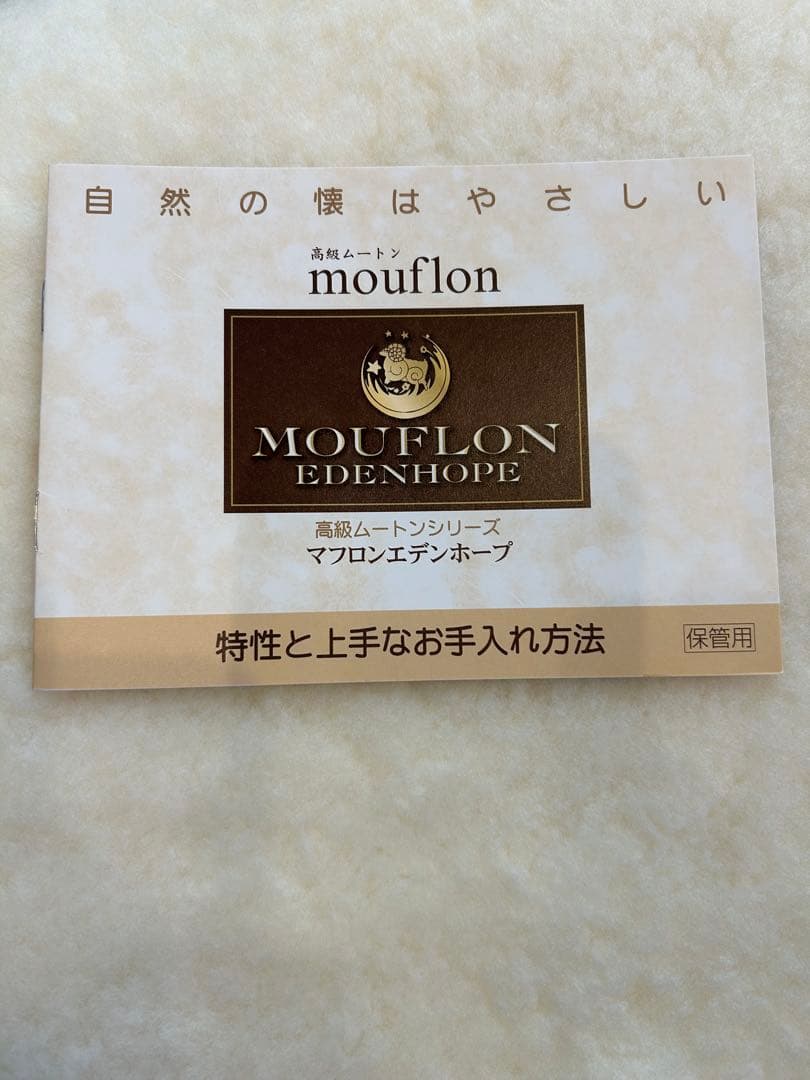 自然の懐はやさしい
高級ムートン
mouflon
MOUFLON
EDENHOPE
高級ムートンシリーズ
マフロンエデンホープ
特性と上手なお手入れ方法
保管用